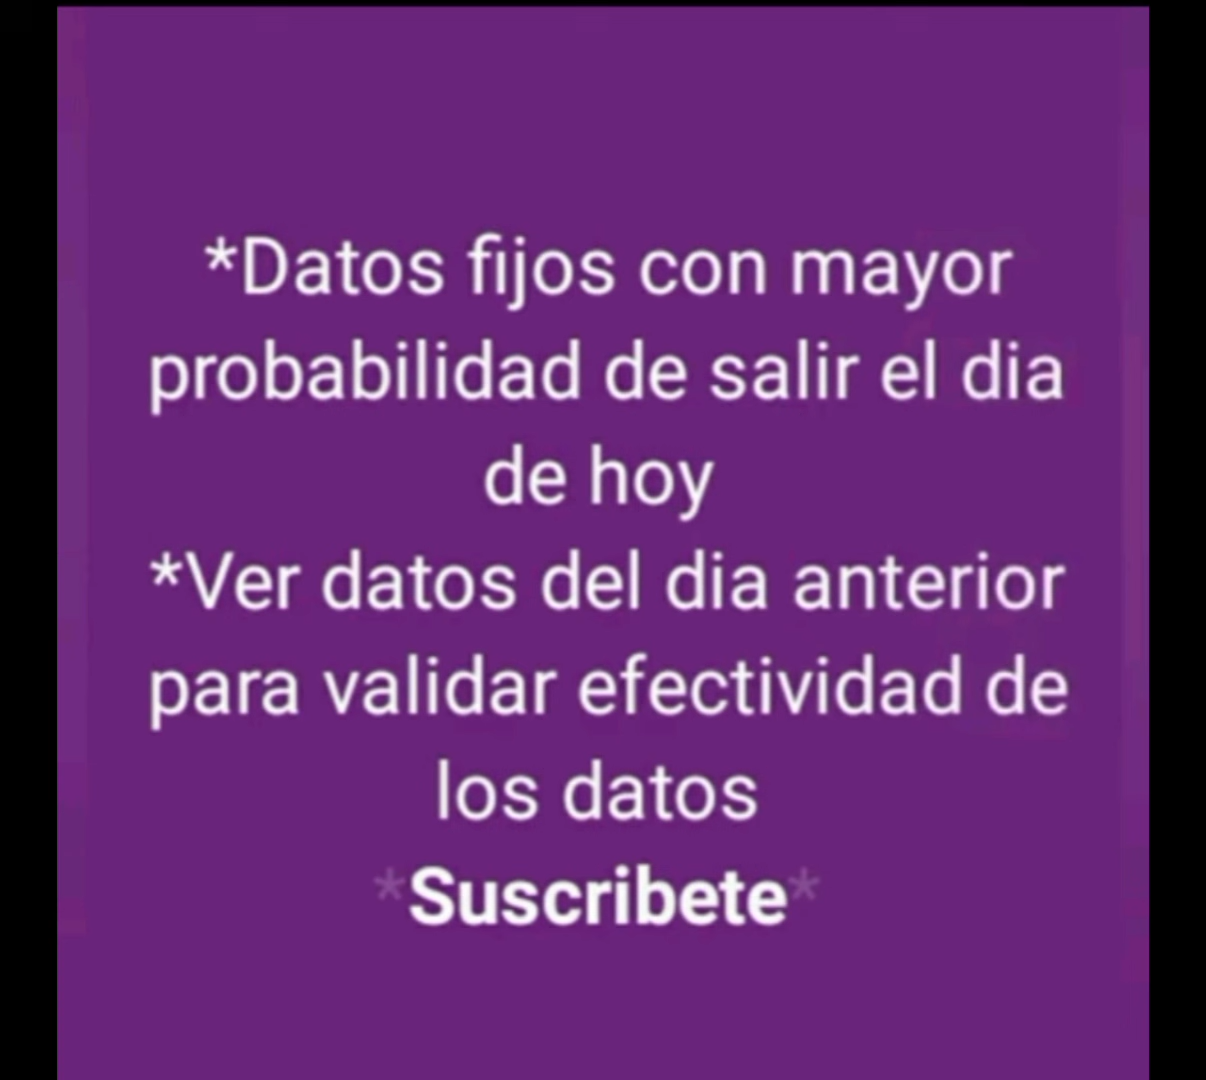 *Datos fijos con mayor
probabilidad de salir el dia
de hoy
*Ver datos del dia anterior
para validar efectividad de
los datos
*Suscribete*